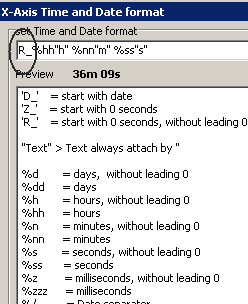 X-Axis Time and Date format
set Time and Date format
R_%hh"h" %nn"m" %ss"s"
Preview 36m 09s
'D_' = start with date
'Z_' = start with 0 seconds
'R_' = start with 0 seconds, without leading 0
"Text" > Text always attach by "
%d = days, without leading 0
%dd = days
%h = hours, without leading 0
%hh = hours
%n = minutes, without leading 0
%nn = minutes
%s = seconds, without leading 0
%ss = seconds
%z = milliseconds, without leading 0
%zzz = milliseconds
%/ = Date separator